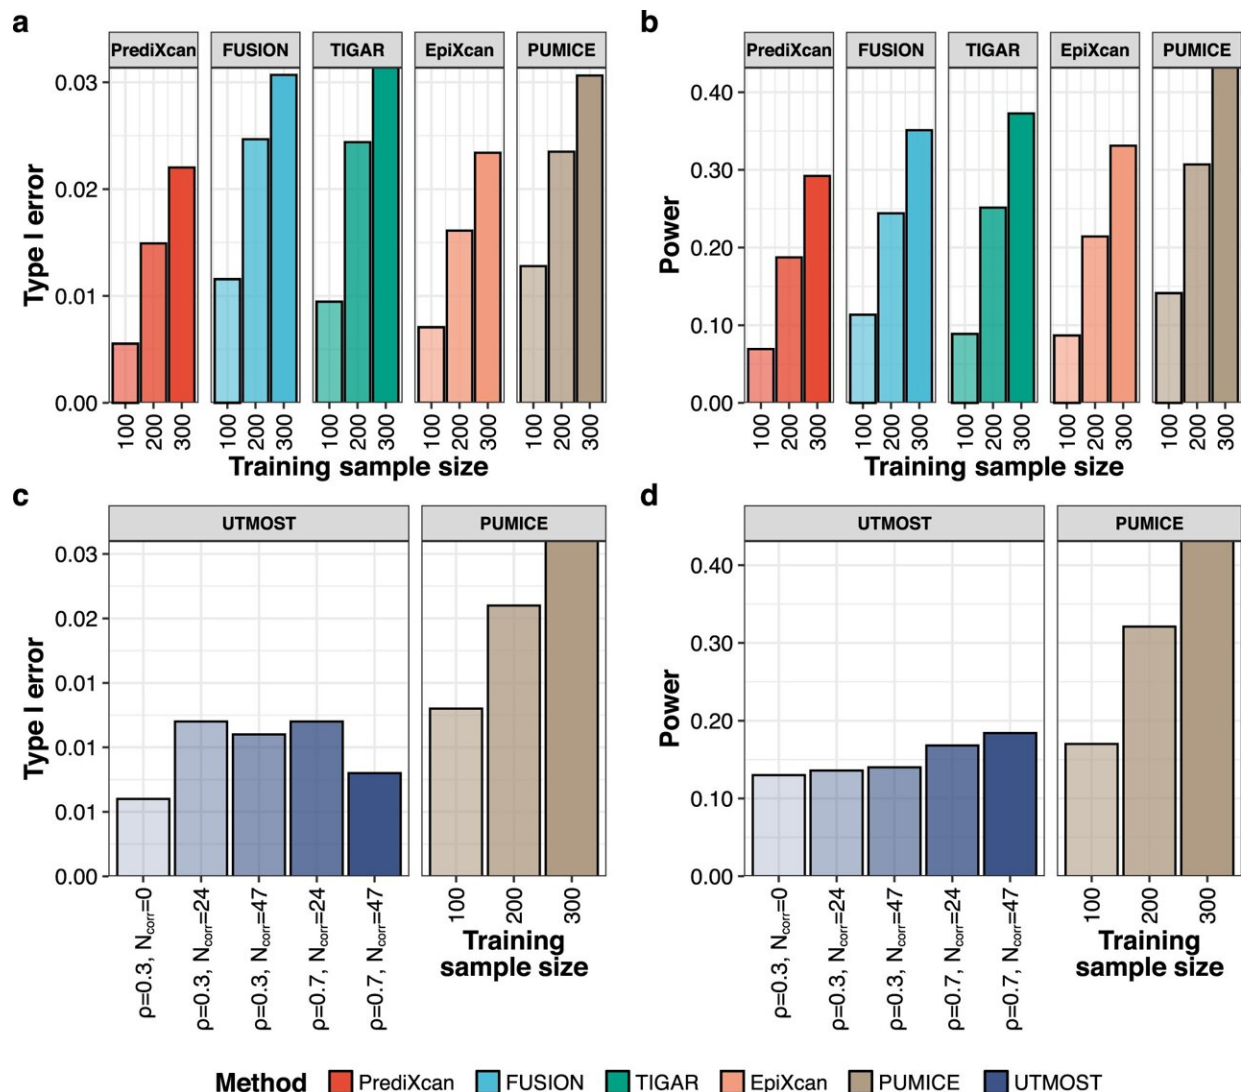 a
PrediXcan FUSION TIGAR EpiXcan PUMICE
Type I error
0.03
0.02
0.01
0.00
100 200 300 100 200 300 100 200 300 100 200 300 100 200 300
Training sample size
b
PrediXcan FUSION TIGAR EpiXcan PUMICE
Power
0.40
0.30
0.20
0.10
0.00
100 200 300 100 200 300 100 200 300 100 200 300 100 200 300
Training sample size
c
UTMOST PUMICE
Type I error
0.03
0.02
0.01
0.01
0.01
0.00
ρ=0.3, Ncorr=0
ρ=0.3, Ncorr=24
ρ=0.3, Ncorr=47
ρ=0.7, Ncorr=24
ρ=0.7, Ncorr=47
100 200 300
Training
sample size
d
UTMOST PUMICE
Power
0.40
0.30
0.20
0.10
0.00
ρ=0.3, Ncorr=0
ρ=0.3, Ncorr=24
ρ=0.3, Ncorr=47
ρ=0.7, Ncorr=24
ρ=0.7, Ncorr=47
100 200 300
Training
sample size
Method PrediXcan FUSION TIGAR EpiXcan PUMICE UTMOST